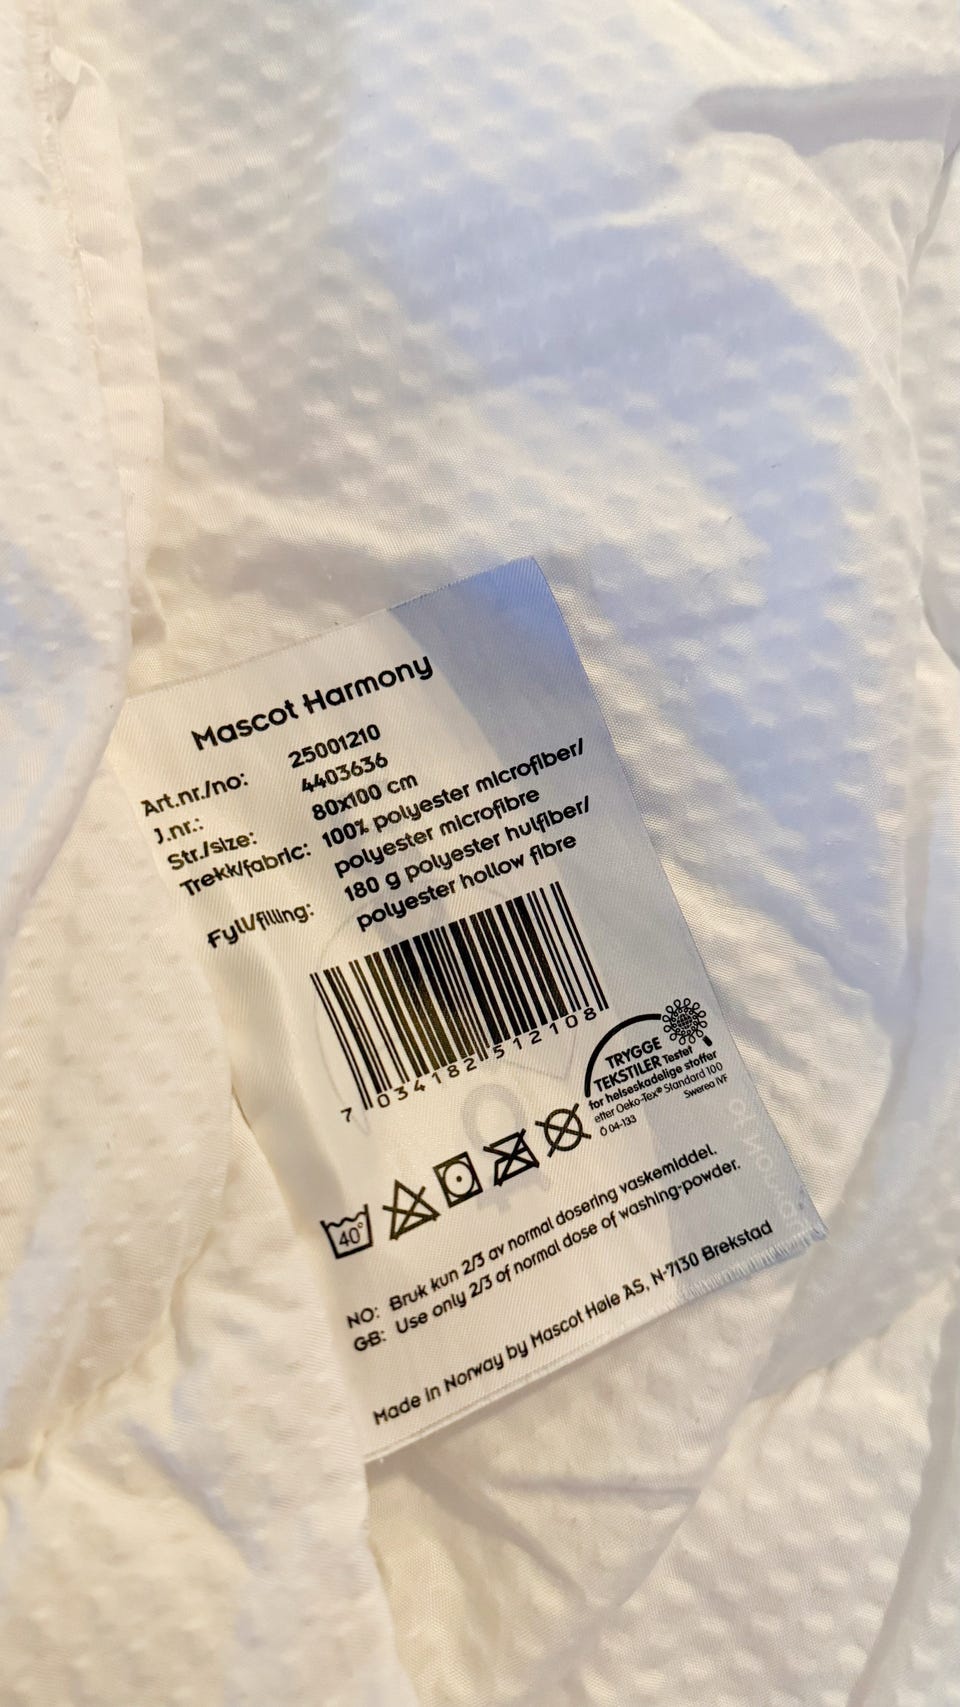 Mascot Harmony
Art.nr./no: 25001210
J.nr.: 4403636
Str./size: 80x100 cm
Trekk/fabric: 100% polyester microfiber/
polyester microfibre
Fyll/filling: 180 g polyester hulfiber/
polyester hollow fibre
7 034182 512108
TRYGGE
TEKSTILER Testet
for helseskadelige stoffer
etter Oeko-Tex® Standard 100
Ö 04-133 Swerea IVF
40°
NO: Bruk kun 2/3 av normal dosering vaskemiddel.
GB: Use only 2/3 of normal dose of washing-powder.
Made in Norway by Mascot Høie AS, N-7130 Brekstad